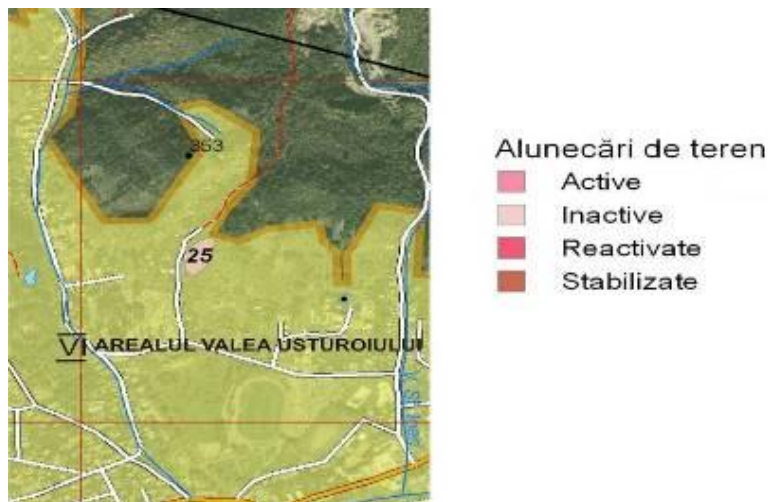 353
25
VI AREALUL VALEA USTUROIULUI
Alunecări de teren
Active
Inactive
Reactivate
Stabilizate